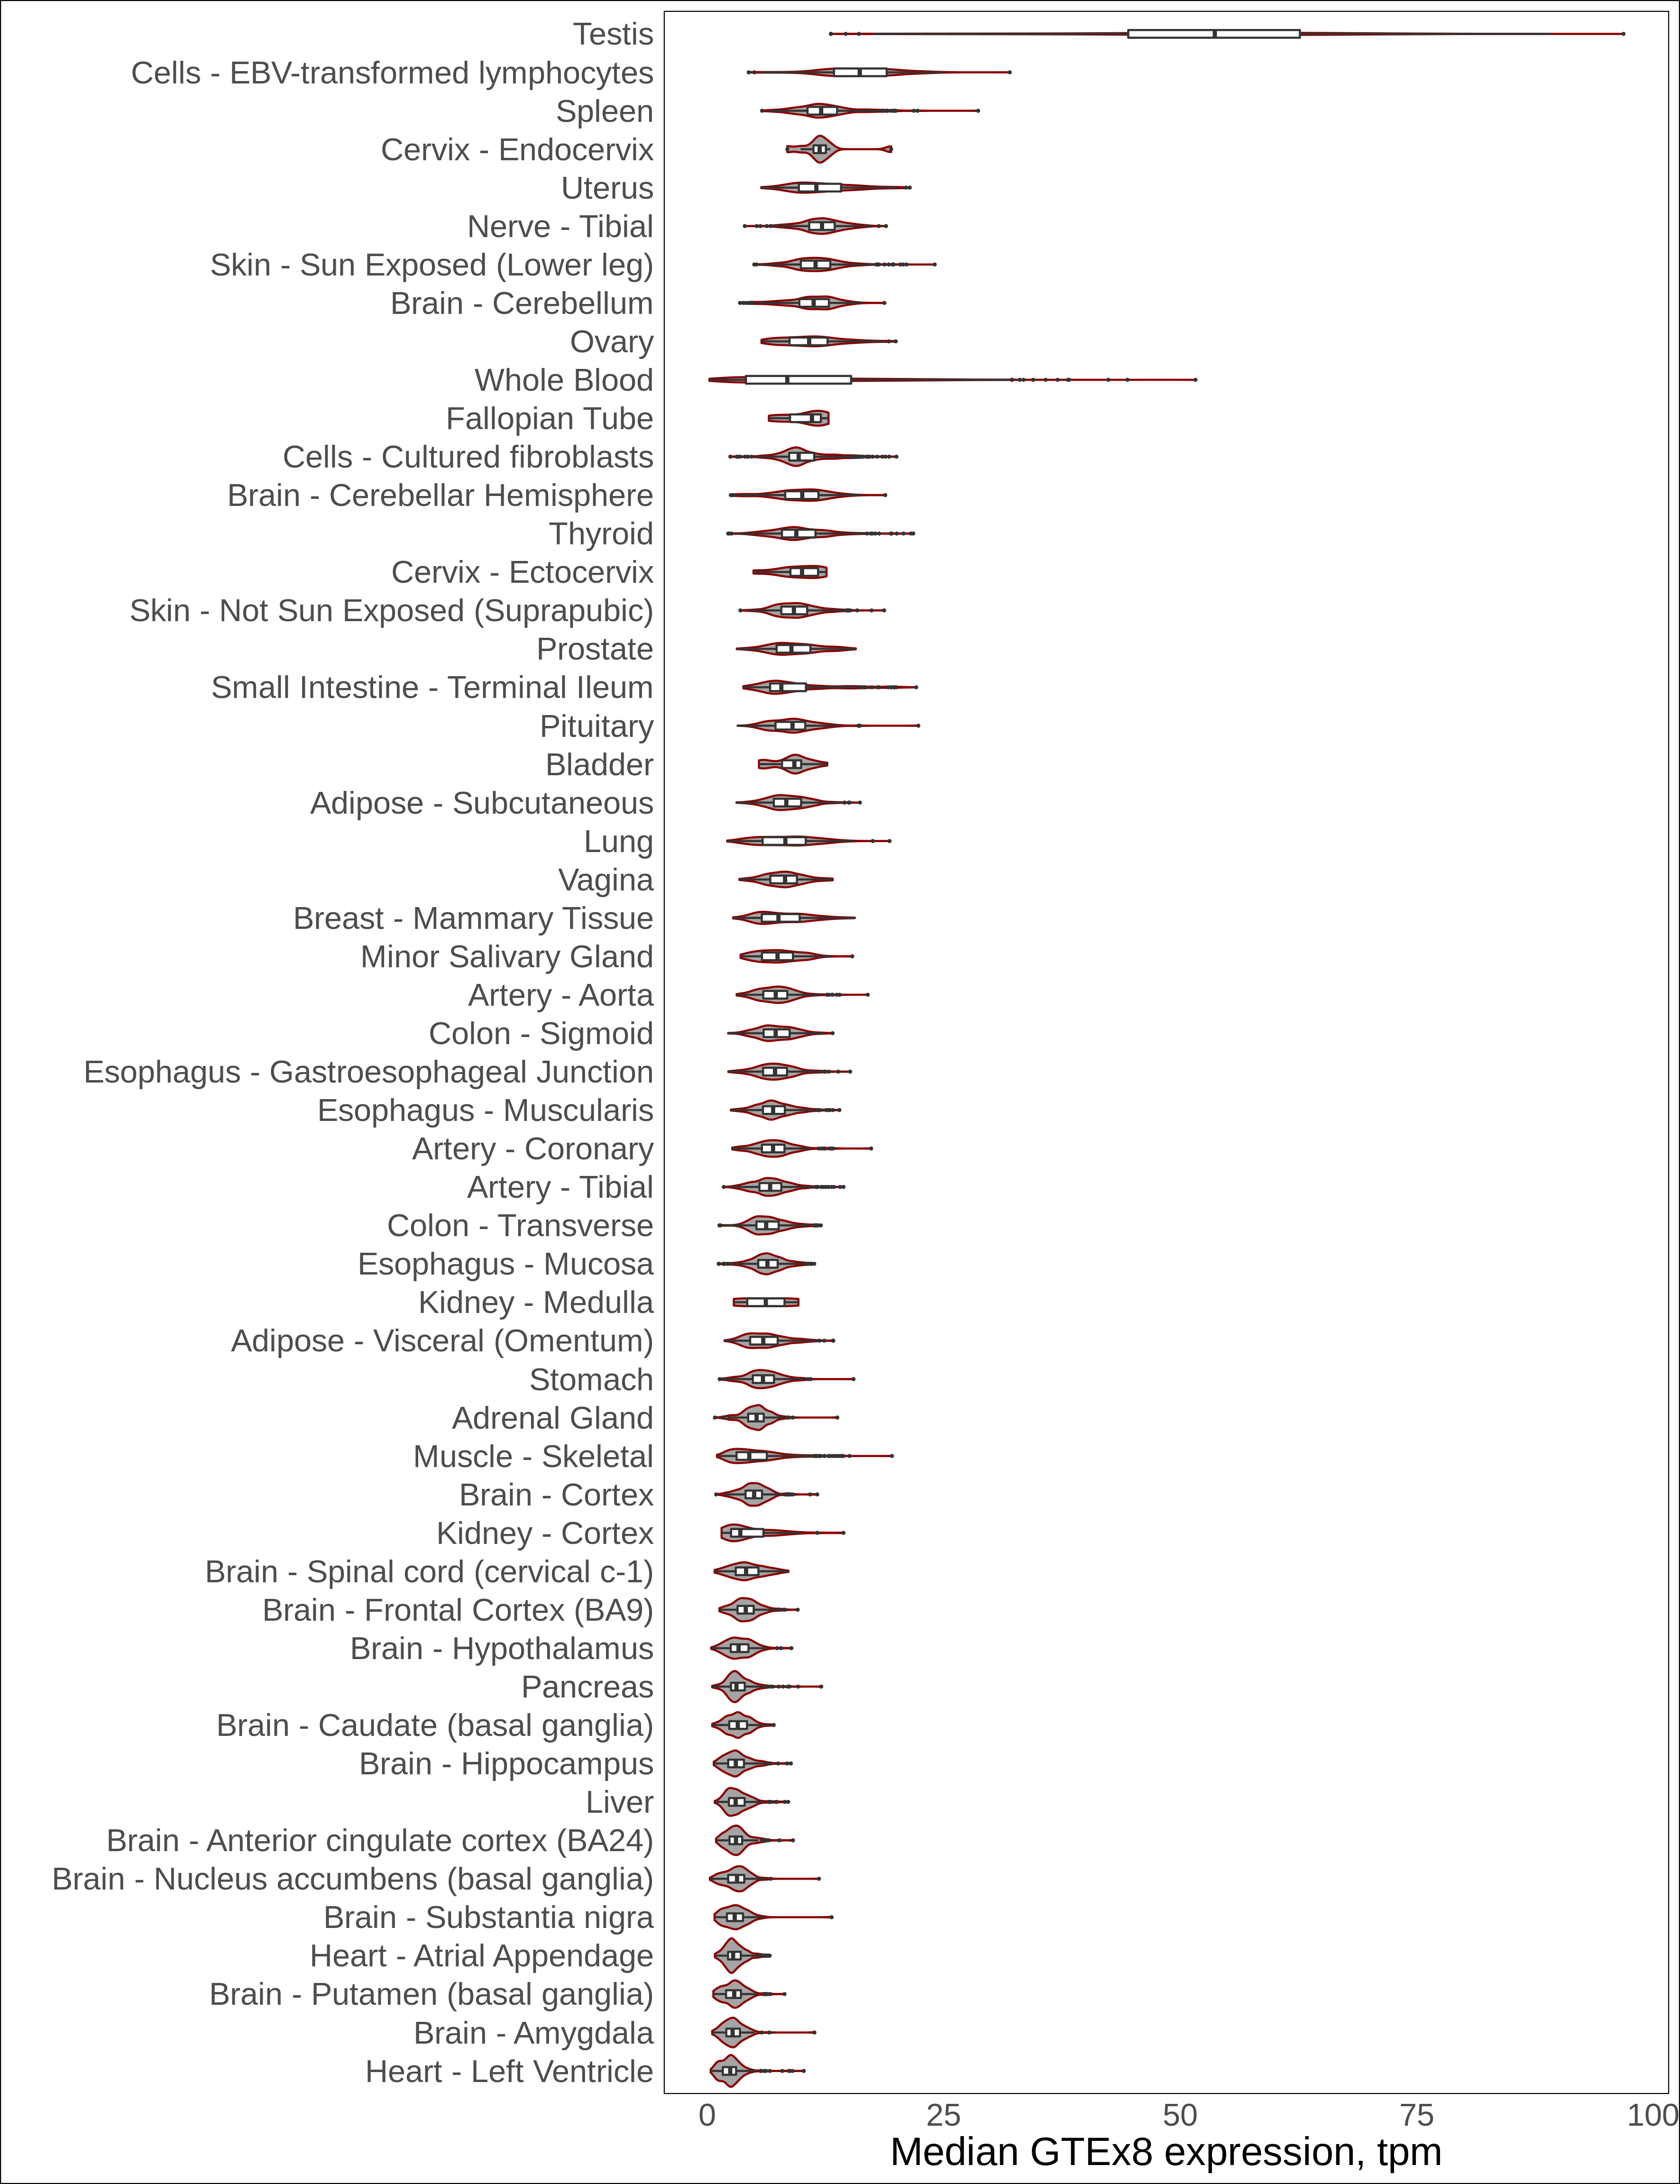 Testis
Cells - EBV-transformed lymphocytes
Spleen
Cervix - Endocervix
Uterus
Nerve - Tibial
Skin - Sun Exposed (Lower leg)
Brain - Cerebellum
Ovary
Whole Blood
Fallopian Tube
Cells - Cultured fibroblasts
Brain - Cerebellar Hemisphere
Thyroid
Cervix - Ectocervix
Skin - Not Sun Exposed (Suprapubic)
Prostate
Small Intestine - Terminal Ileum
Pituitary
Bladder
Adipose - Subcutaneous
Lung
Vagina
Breast - Mammary Tissue
Minor Salivary Gland
Artery - Aorta
Colon - Sigmoid
Esophagus - Gastroesophageal Junction
Esophagus - Muscularis
Artery - Coronary
Artery - Tibial
Colon - Transverse
Esophagus - Mucosa
Kidney - Medulla
Adipose - Visceral (Omentum)
Stomach
Adrenal Gland
Muscle - Skeletal
Brain - Cortex
Kidney - Cortex
Brain - Spinal cord (cervical c-1)
Brain - Frontal Cortex (BA9)
Brain - Hypothalamus
Pancreas
Brain - Caudate (basal ganglia)
Brain - Hippocampus
Liver
Brain - Anterior cingulate cortex (BA24)
Brain - Nucleus accumbens (basal ganglia)
Brain - Substantia nigra
Heart - Atrial Appendage
Brain - Putamen (basal ganglia)
Brain - Amygdala
Heart - Left Ventricle
0 25 50 75 100
Median GTEx8 expression, tpm